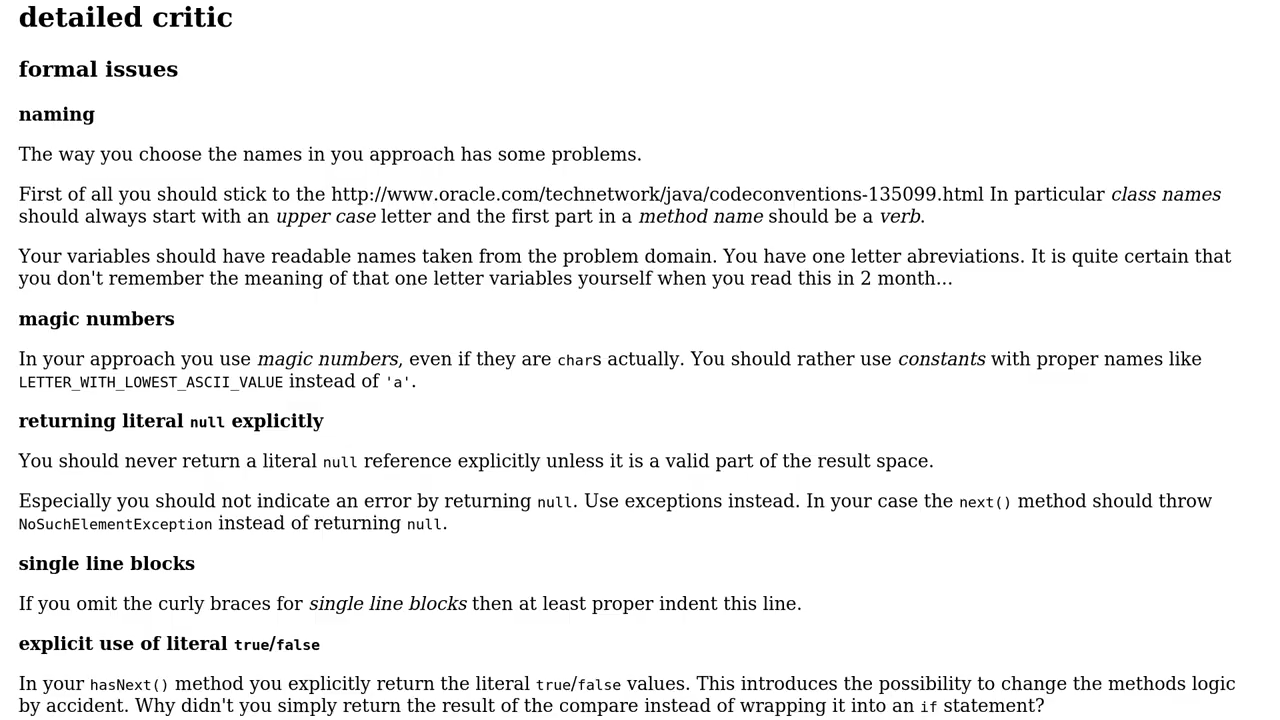 detailed critic
formal issues
naming
The way you choose the names in you approach has some problems.
First of all you should stick to the http://www.oracle.com/technetwork/java/codeconventions-135099.html In particular class names
should always start with an upper case letter and the first part in a method name should be a verb.
Your variables should have readable names taken from the problem domain. You have one letter abreviations. It is quite certain that
you don't remember the meaning of that one letter variables yourself when you read this in 2 month...
magic numbers
In your approach you use magic numbers, even if they are chars actually. You should rather use constants with proper names like
LETTER_WITH_LOWEST_ASCII_VALUE instead of 'a'.
returning literal null explicitly
You should never return a literal null reference explicitly unless it is a valid part of the result space.
Especially you should not indicate an error by returning null. Use exceptions instead. In your case the next() method should throw
NoSuchElementException instead of returning null.
single line blocks
If you omit the curly braces for single line blocks then at least proper indent this line.
explicit use of literal true/false
In your hasNext() method you explicitly return the literal true/false values. This introduces the possibility to change the methods logic
by accident. Why didn't you simply return the result of the compare instead of wrapping it into an if statement?